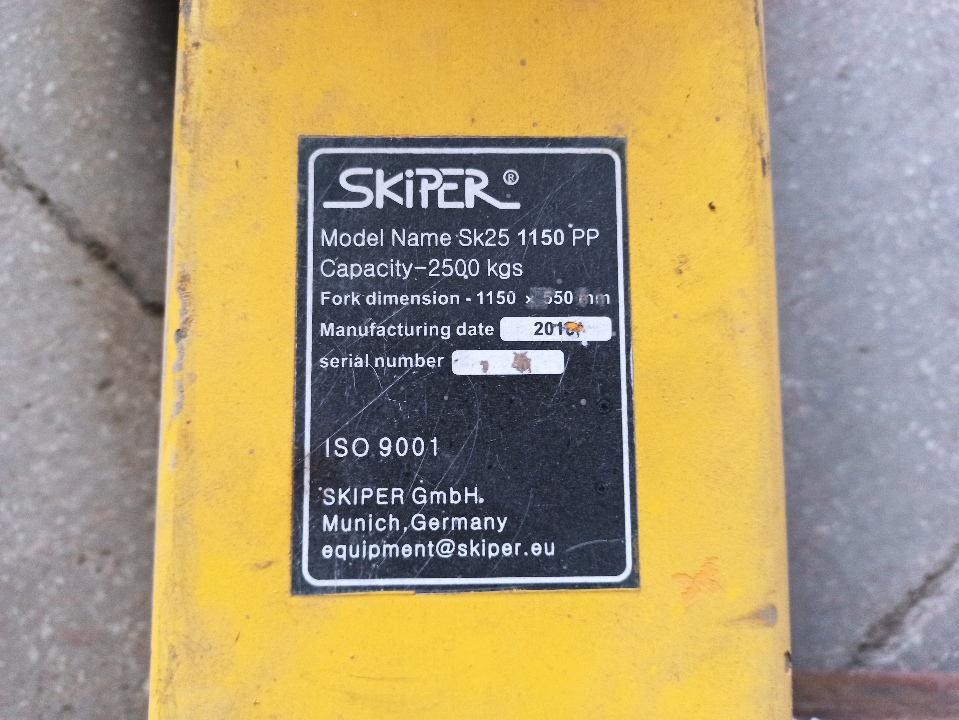 SKIPER®
Model Name Sk25 1150 PP
Capacity-2500 kgs
Fork dimension - 1150 x 550 mm
Manufacturing date
serial number
ISO 9001
SKIPER GmbH.
Munich,Germany
equipment@skiper.eu